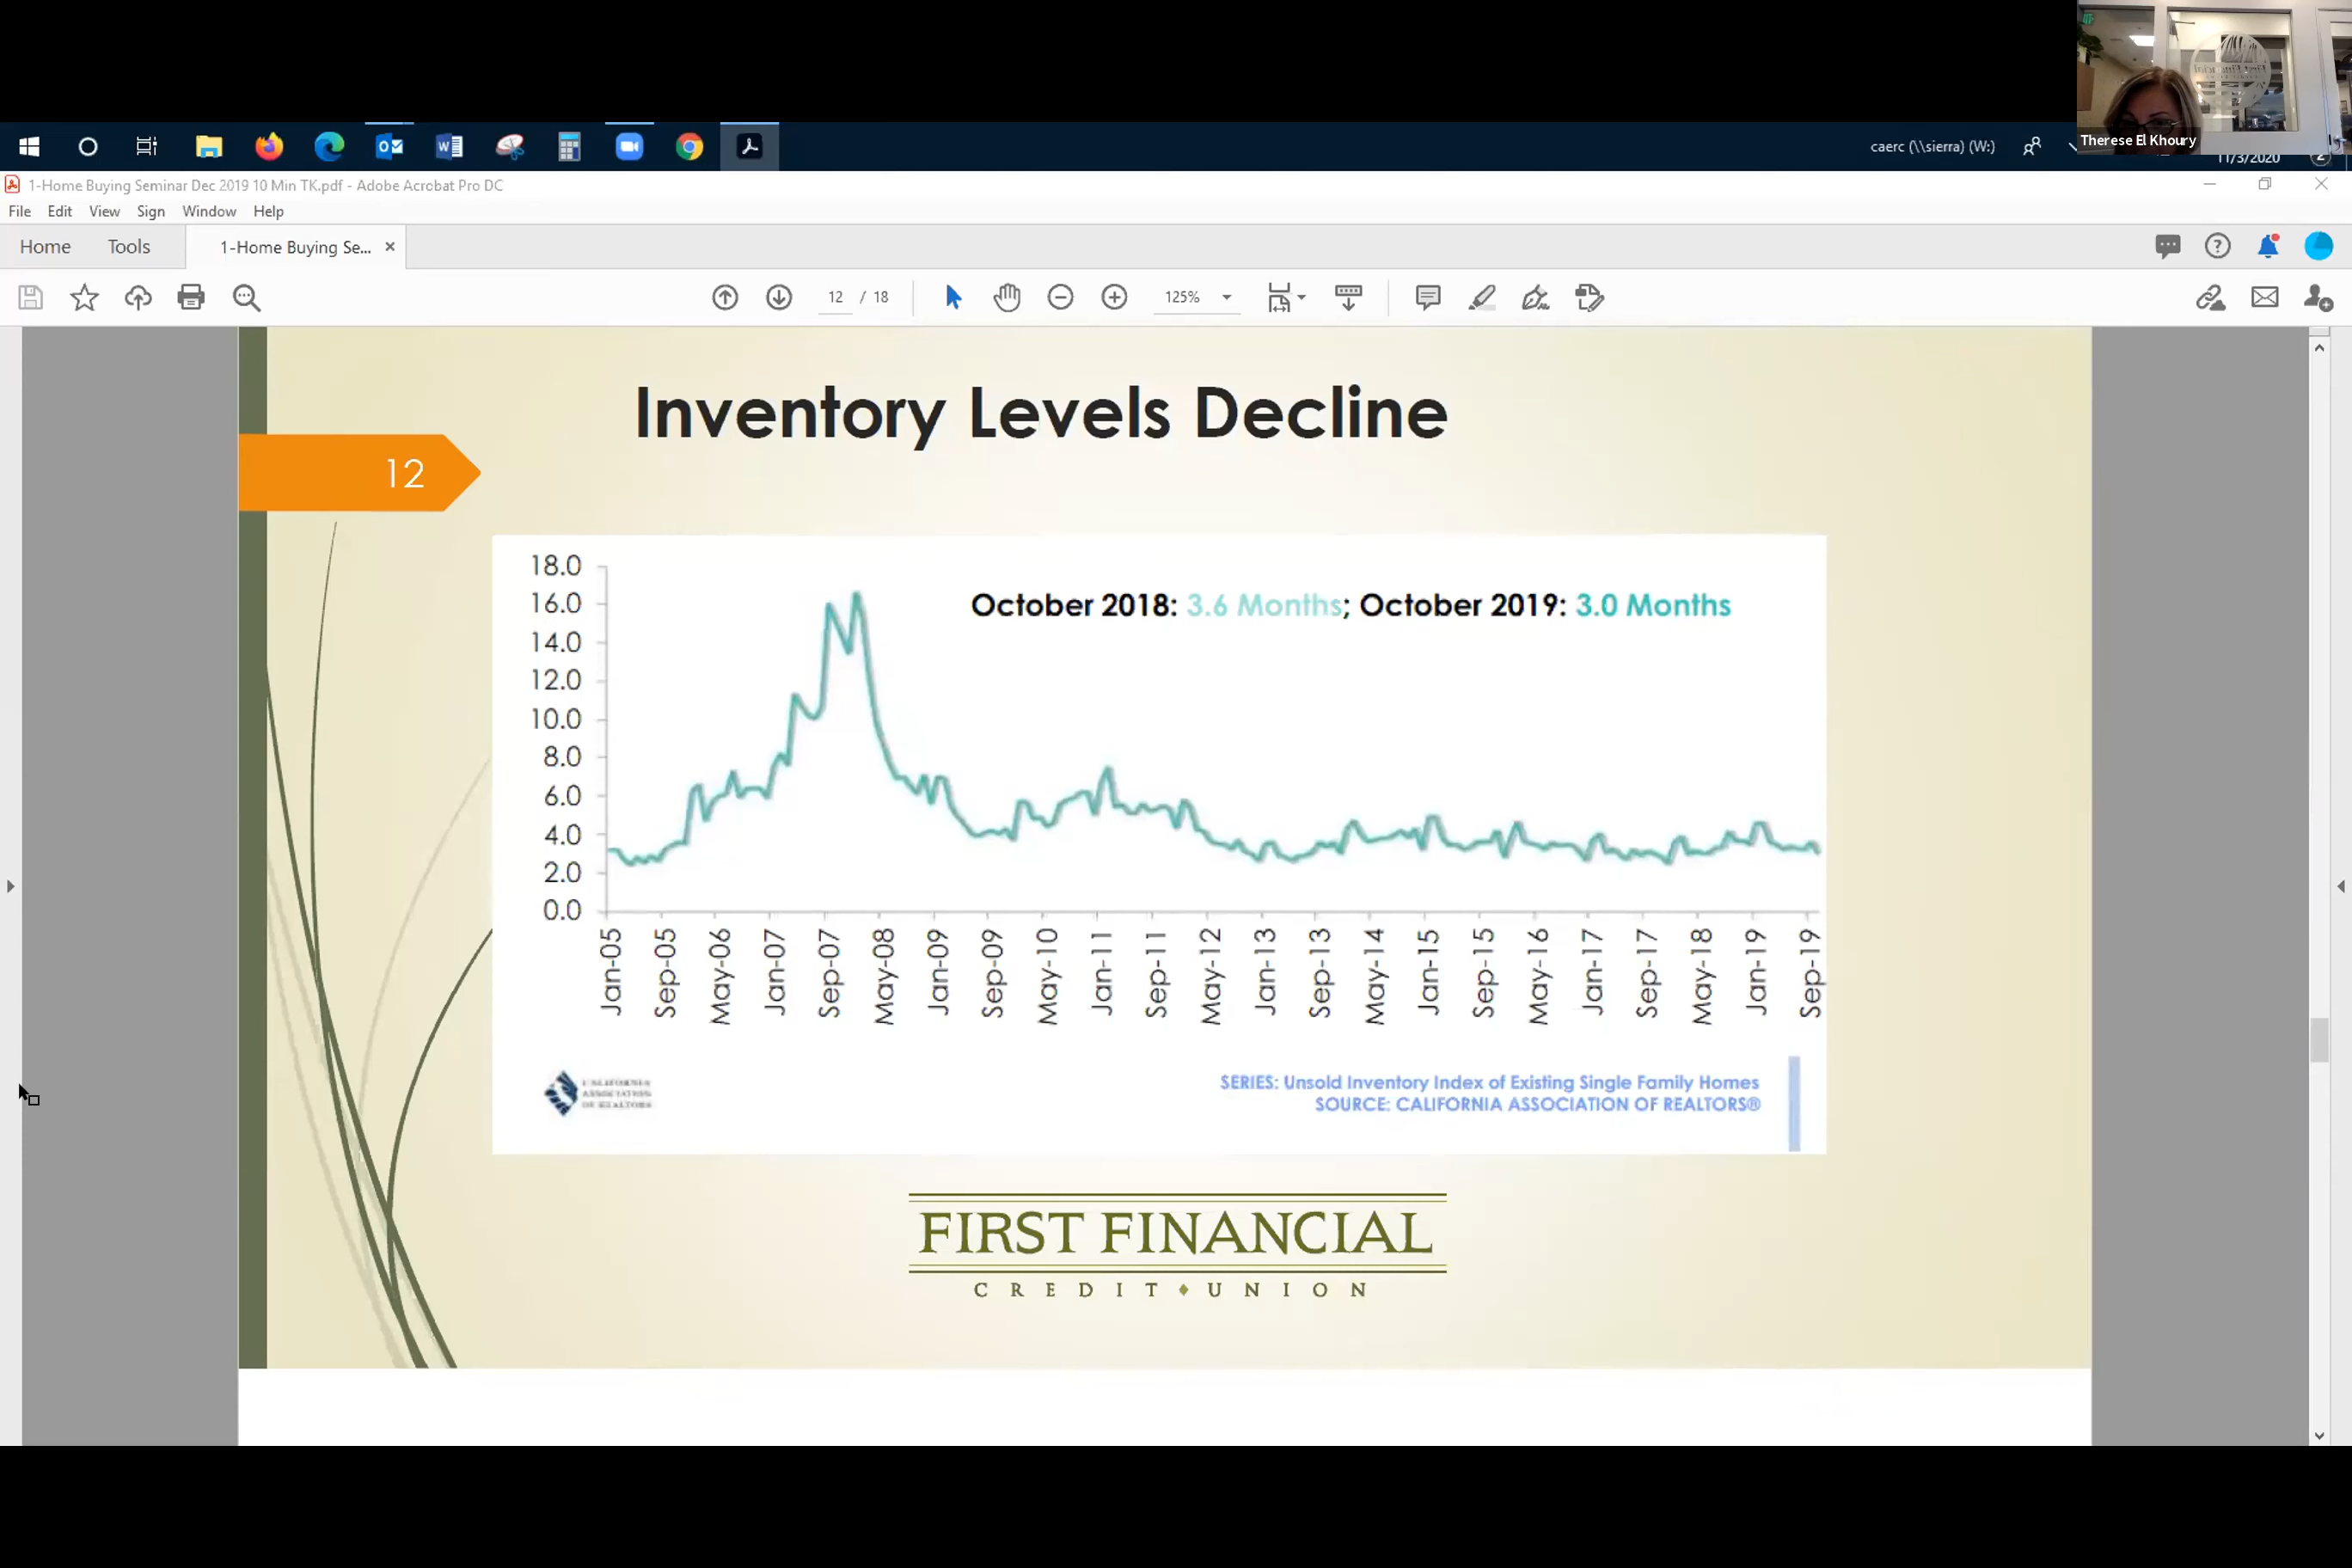 Therese El Khoury
caerc (\\sierra) (W:)
11/3/2020
2
1-Home Buying Seminar Dec 2019 10 Min TK.pdf - Adobe Acrobat Pro DC
File Edit View Sign Window Help
Home Tools 1-Home Buying Se...
12 / 18
125%
Inventory Levels Decline
12
18.0
16.0
14.0
12.0
10.0
8.0
6.0
4.0
2.0
0.0
October 2018: 3.6 Months; October 2019: 3.0 Months
Jan-05
Sep-05
May-06
Jan-07
Sep-07
May-08
Jan-09
Sep-09
May-10
Jan-11
Sep-11
May-12
Jan-13
Sep-13
May-14
Jan-15
Sep-15
May-16
Jan-17
Sep-17
May-18
Jan-19
Sep-19
CALIFORNIA
ASSOCIATION
OF REALTORS
SERIES: Unsold Inventory Index of Existing Single Family Homes
SOURCE: CALIFORNIA ASSOCIATION OF REALTORS®
FIRST FINANCIAL
CREDIT UNION